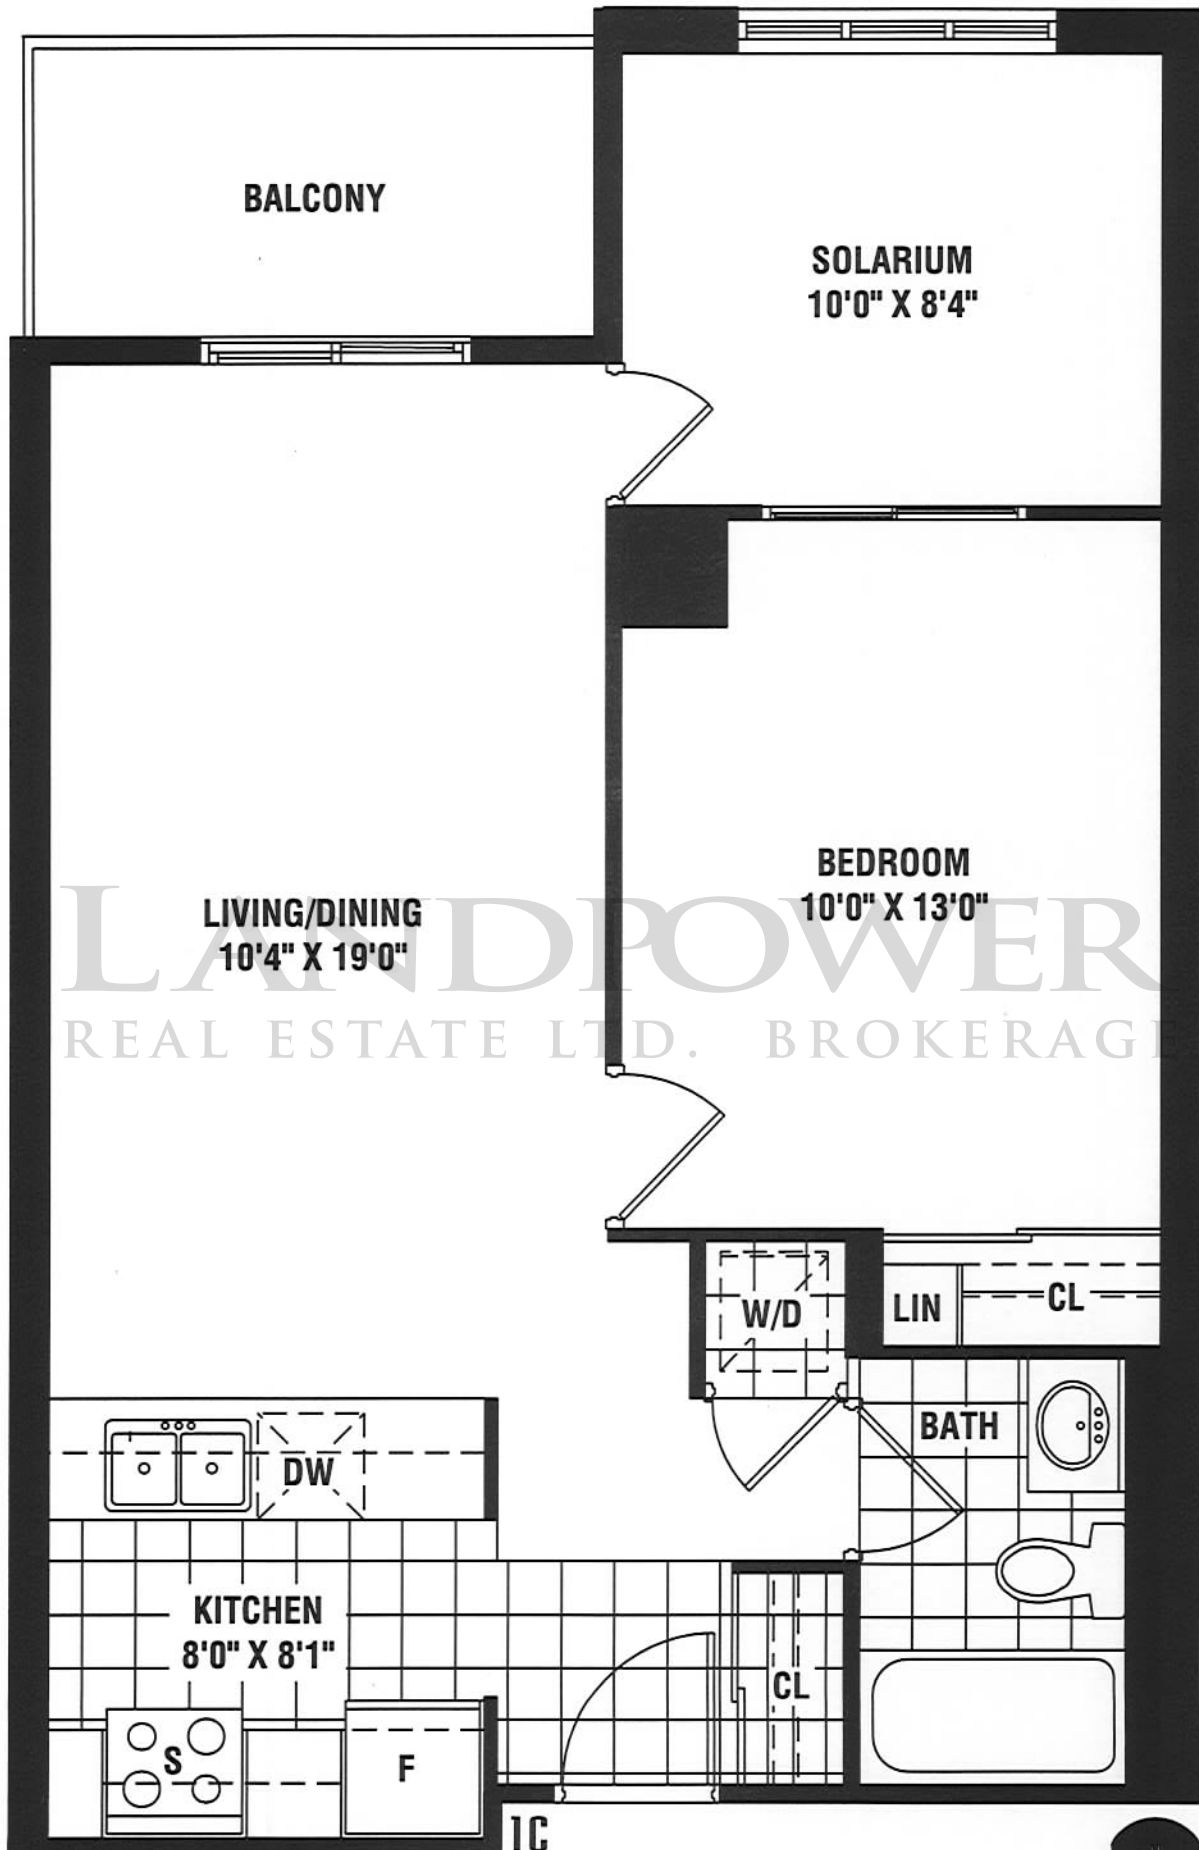 BALCONY
SOLARIUM
10'0" X 8'4"
BEDROOM
10'0" X 13'0"
LIVING/DINING
10'4" X 19'0"
LANDPOWER
REAL ESTATE LTD. BROKERAGE
W/D
LIN
CL
BATH
DW
KITCHEN
8'0" X 8'1"
CL
S
F
1C